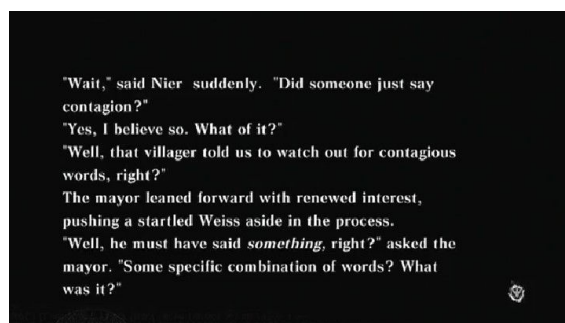 "Wait," said Nier suddenly. "Did someone just say
contagion?"
"Yes, I believe so. What of it?"
"Well, that villager told us to watch out for contagious
words, right?"
The mayor leaned forward with renewed interest,
pushing a startled Weiss aside in the process.
"Well, he must have said something, right?" asked the
mayor. "Some specific combination of words? What
was it?"